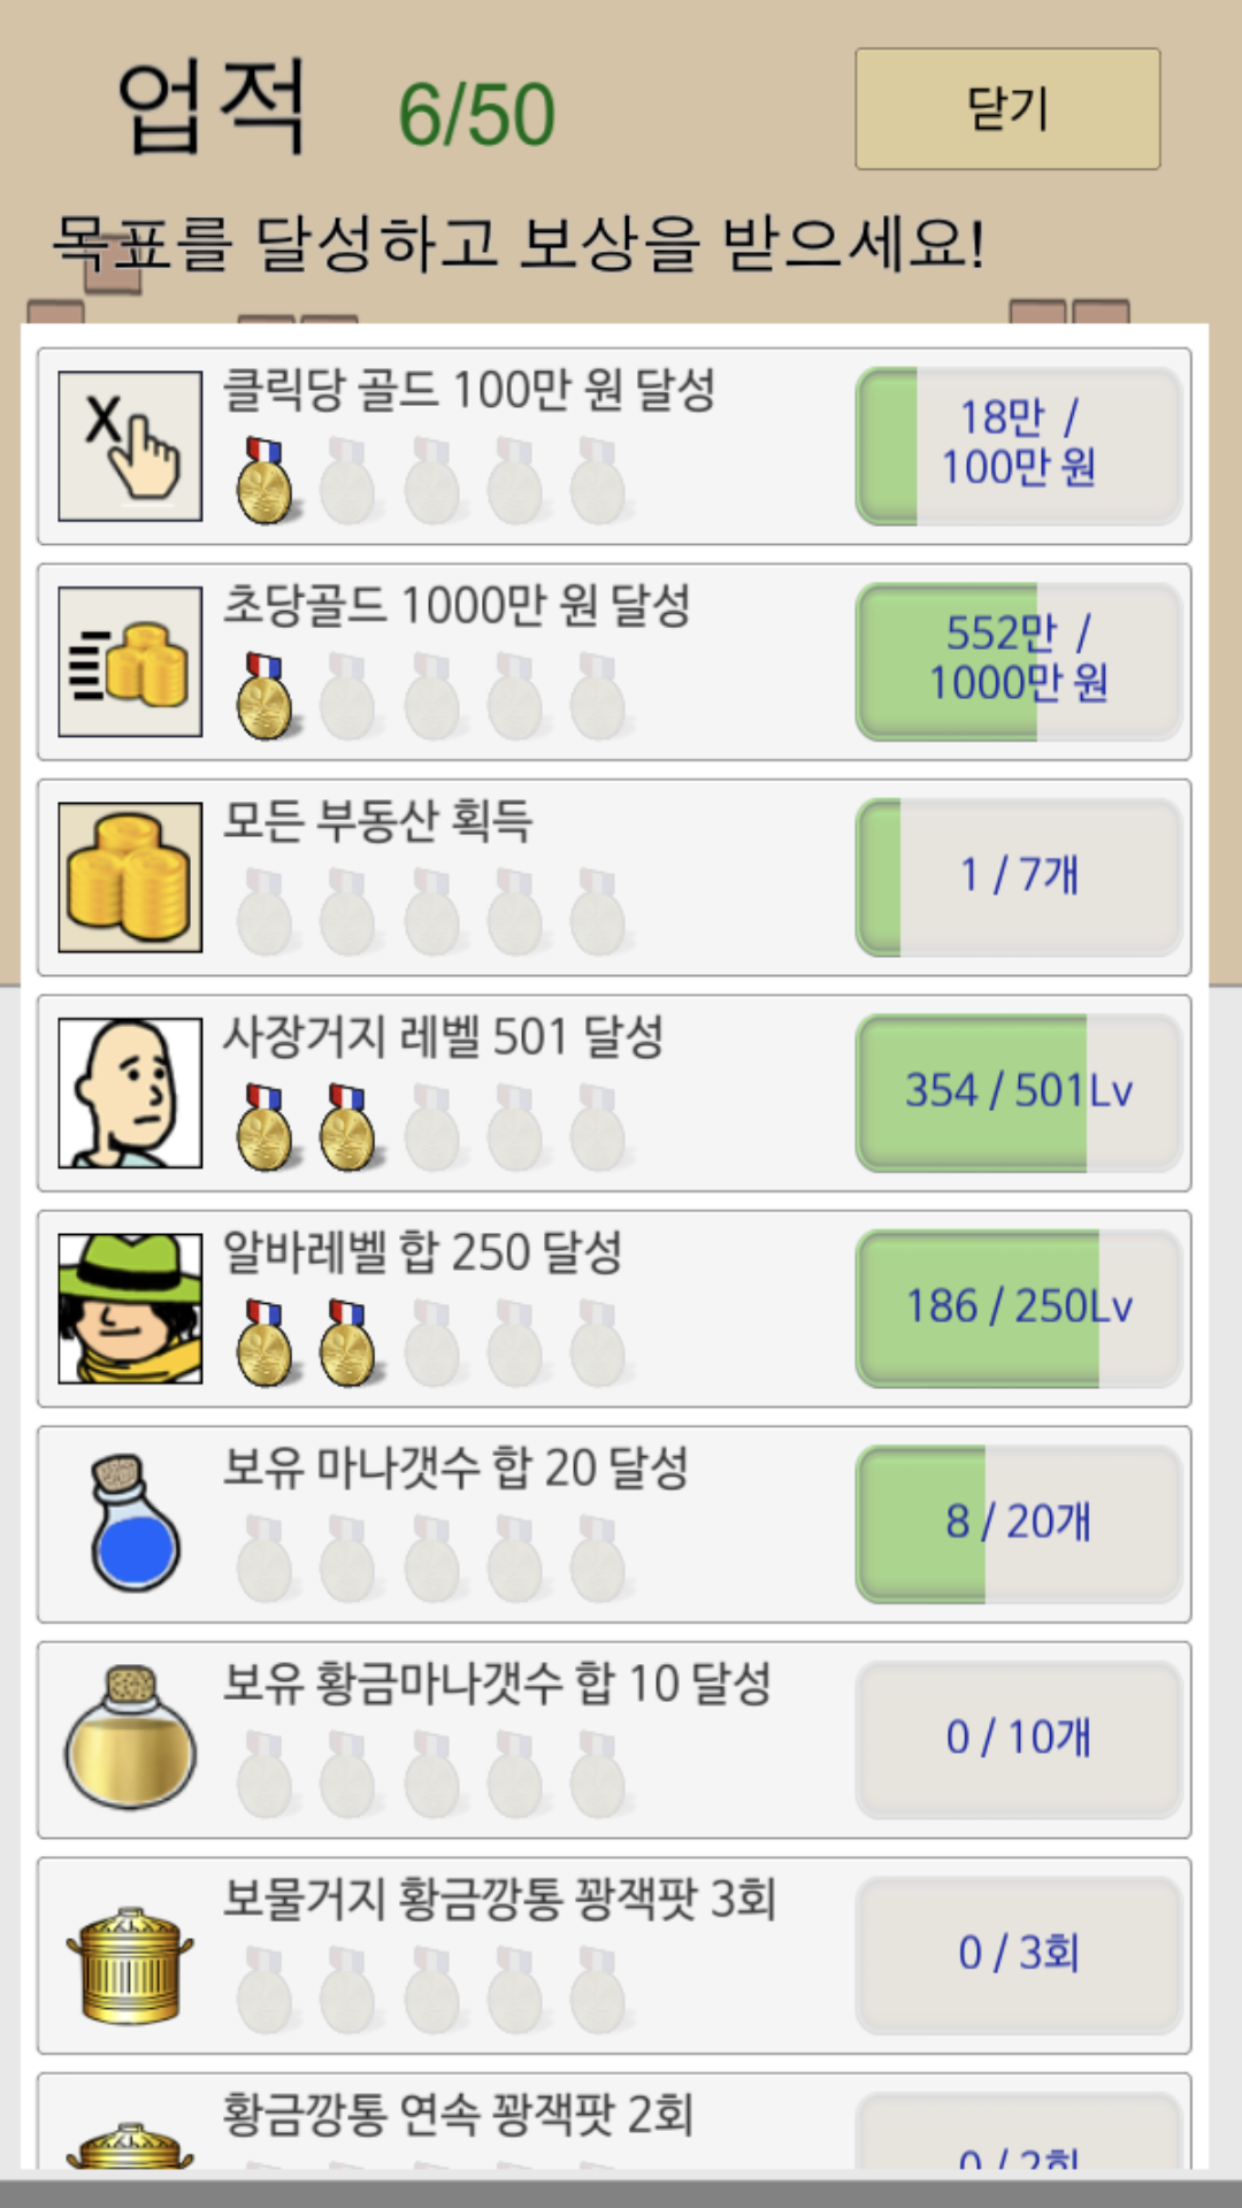 업적 6/50
닫기
목표를 달성하고 보상을 받으세요!
X
클릭당 골드 100만 원 달성
18만 /
100만 원
초당골드 1000만 원 달성
552만 /
1000만 원
모든 부동산 획득
1 / 7개
사장거지 레벨 501 달성
354 / 501Lv
알바레벨 합 250 달성
186 / 250Lv
보유 마나갯수 합 20 달성
8 / 20개
보유 황금마나갯수 합 10 달성
0 / 10개
보물거지 황금깡통 꽝잭팟 3회
0 / 3회
황금깡통 연속 꽝잭팟 2회
0 / 2회